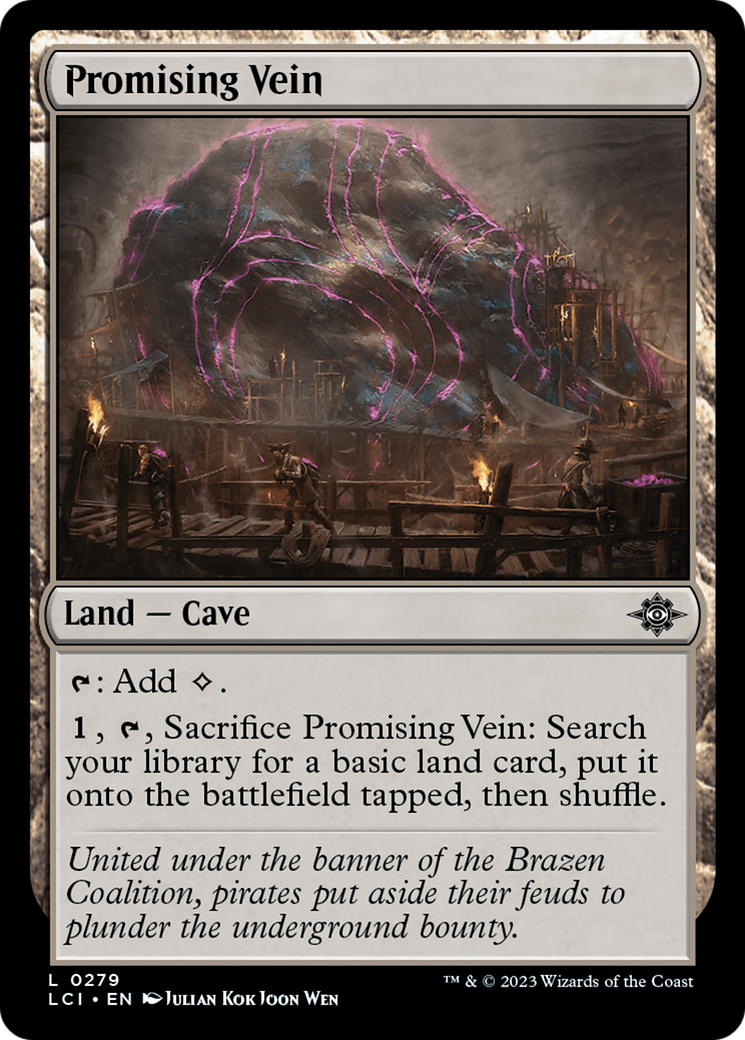 Promising Vein
Land — Cave
: Add .
1, , Sacrifice Promising Vein: Search
your library for a basic land card, put it
onto the battlefield tapped, then shuffle.
United under the banner of the Brazen
Coalition, pirates put aside their feuds to
plunder the underground bounty.
L 0279
LCI • EN Julian Kok Joon Wen
™ & © 2023 Wizards of the Coast